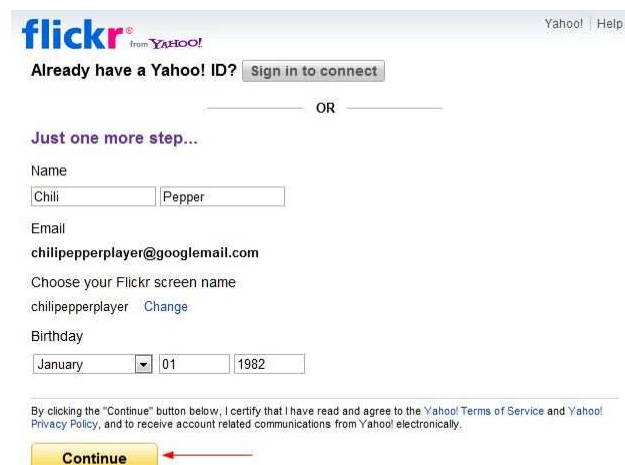 flickr® from YAHOO!
Yahoo! | Help
Already have a Yahoo! ID? Sign in to connect
OR
Just one more step...
Name
Chili Pepper
Email
chilipepperplayer@googlemail.com
Choose your Flickr screen name
chilipepperplayer Change
Birthday
January 01 1982
By clicking the "Continue" button below, I certify that I have read and agree to the Yahoo! Terms of Service and Yahoo!
Privacy Policy, and to receive account related communications from Yahoo! electronically.
Continue